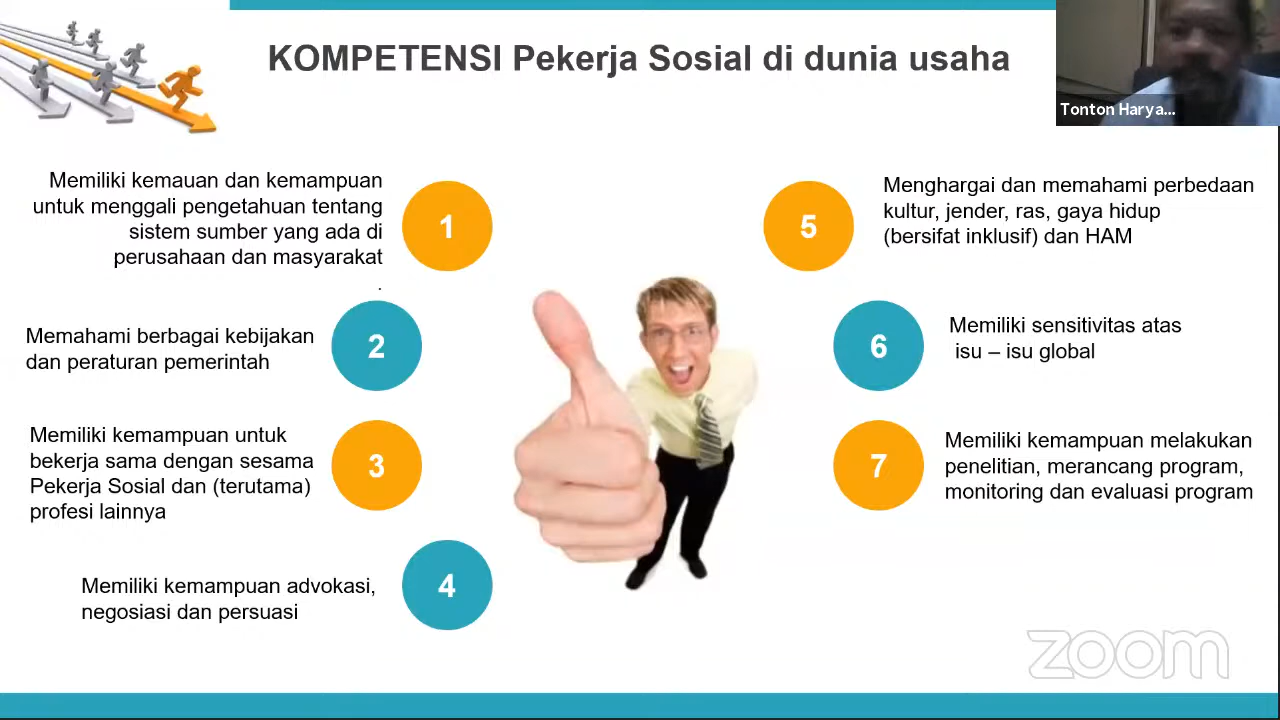 KOMPETENSI Pekerja Sosial di dunia usaha
Tonton Harya...
Memiliki kemauan dan kemampuan
untuk menggali pengetahuan tentang
sistem sumber yang ada di
perusahaan dan masyarakat
.
1
Memahami berbagai kebijakan
dan peraturan pemerintah
2
Memiliki kemampuan untuk
bekerja sama dengan sesama
Pekerja Sosial dan (terutama)
profesi lainnya
3
Memiliki kemampuan advokasi,
negosiasi dan persuasi
4
5
Menghargai dan memahami perbedaan
kultur, jender, ras, gaya hidup
(bersifat inklusif) dan HAM
6
Memiliki sensitivitas atas
isu – isu global
7
Memiliki kemampuan melakukan
penelitian, merancang program,
monitoring dan evaluasi program
zoom